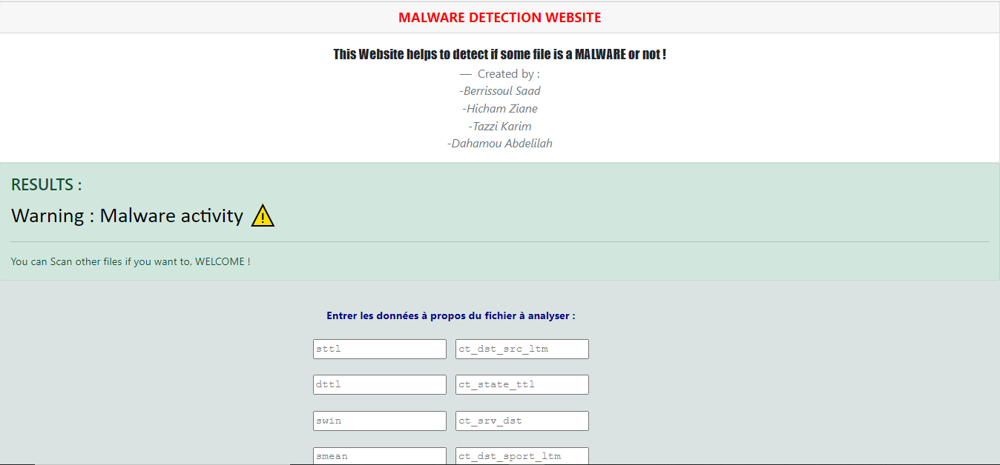 MALWARE DETECTION WEBSITE
This Website helps to detect if some file is a MALWARE or not !
— Created by :
-Berrissoul Saad
-Hicham Ziane
-Tazzi Karim
-Dahamou Abdelilah
RESULTS :
Warning : Malware activity
You can Scan other files if you want to, WELCOME !
Entrer les données à propos du fichier à analyser :
sttl ct_dst_src_ltm
dttl ct_state_ttl
swin ct_srv_dst
smean ct_dst_sport_ltm